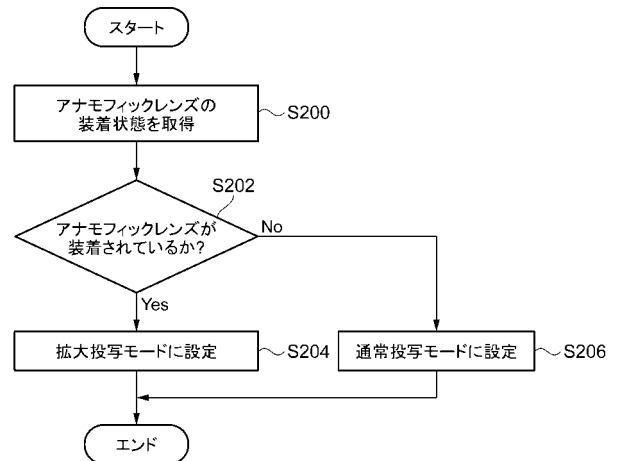 スタート
アナモフィックレンズの
装着状態を取得
S200
S202
アナモフィックレンズが
装着されているか?
No
Yes
拡大投写モードに設定
S204
通常投写モードに設定
S206
エンド